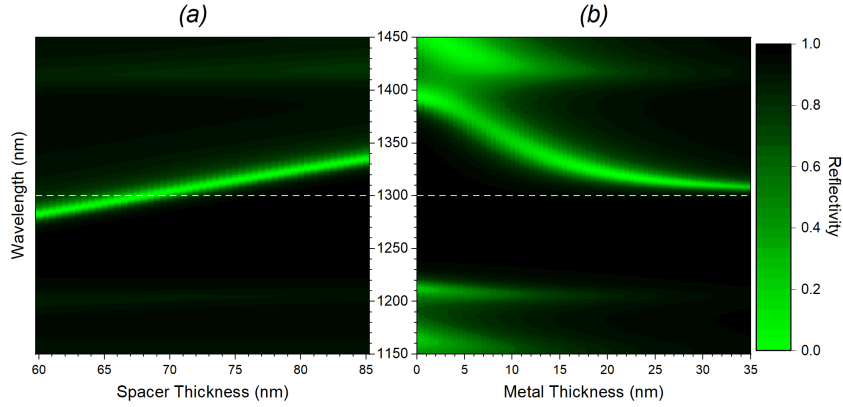 (a) (b)
1450
1400
1350
1300
1250
1200
1150
Wavelength (nm)
60 65 70 75 80 85
Spacer Thickness (nm)
0 5 10 15 20 25 30 35
Metal Thickness (nm)
1.0
0.8
0.6
0.4
0.2
0.0
Reflectivity